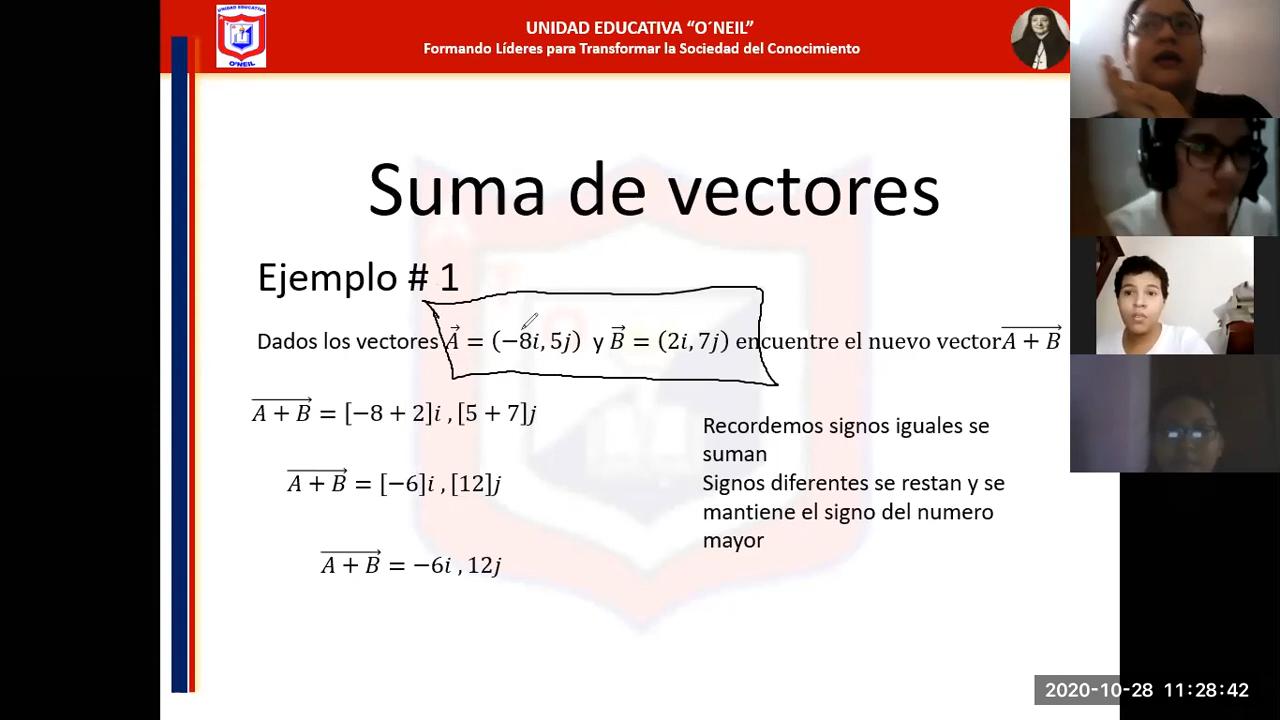 UNIDAD EDUCATIVA “O´NEIL”
Formando Líderes para Transformar la Sociedad del Conocimiento
O'NEIL
Suma de vectores
Ejemplo # 1
Dados los vectores A⃗ = (−8i, 5j) y B⃗ = (2i, 7j) encuentre el nuevo vector A + B
A + B = [−8 + 2]i , [5 + 7]j
A + B = [−6]i , [12]j
A + B = −6i , 12j
Recordemos signos iguales se
suman
Signos diferentes se restan y se
mantiene el signo del numero
mayor
2020-10-28 11:28:42